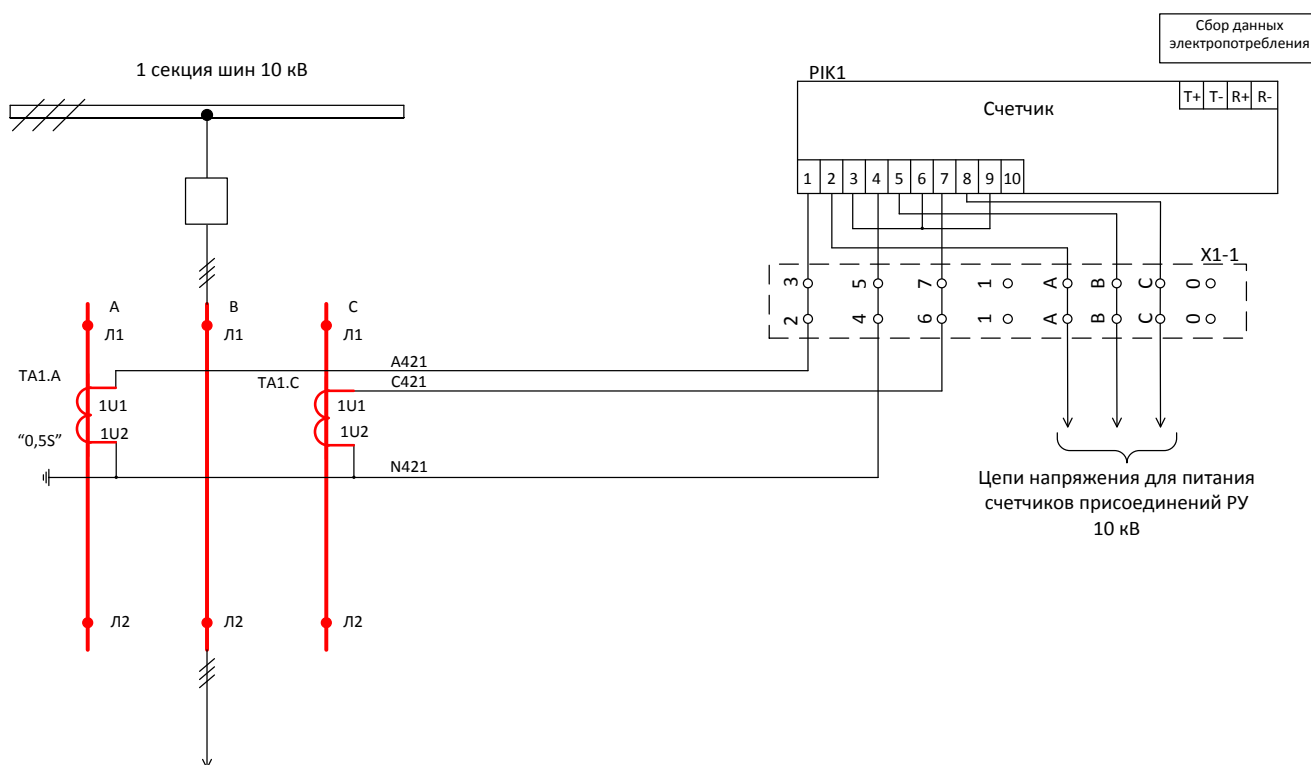 Сбор данных
электропотребления
1 секция шин 10 кВ
PIK1
Счетчик
T+ T- R+ R-
1 2 3 4 5 6 7 8 9 10
X1-1
3 5 7 1 A B C 0
2 4 6 1 A B C 0
A B C
Л1 Л1 Л1
A421
TA1.A
TA1.C
C421
1U1 1U1
"0,5S"
1U2 1U2
N421
Цепи напряжения для питания
счетчиков присоединений РУ
10 кВ
Л2 Л2 Л2